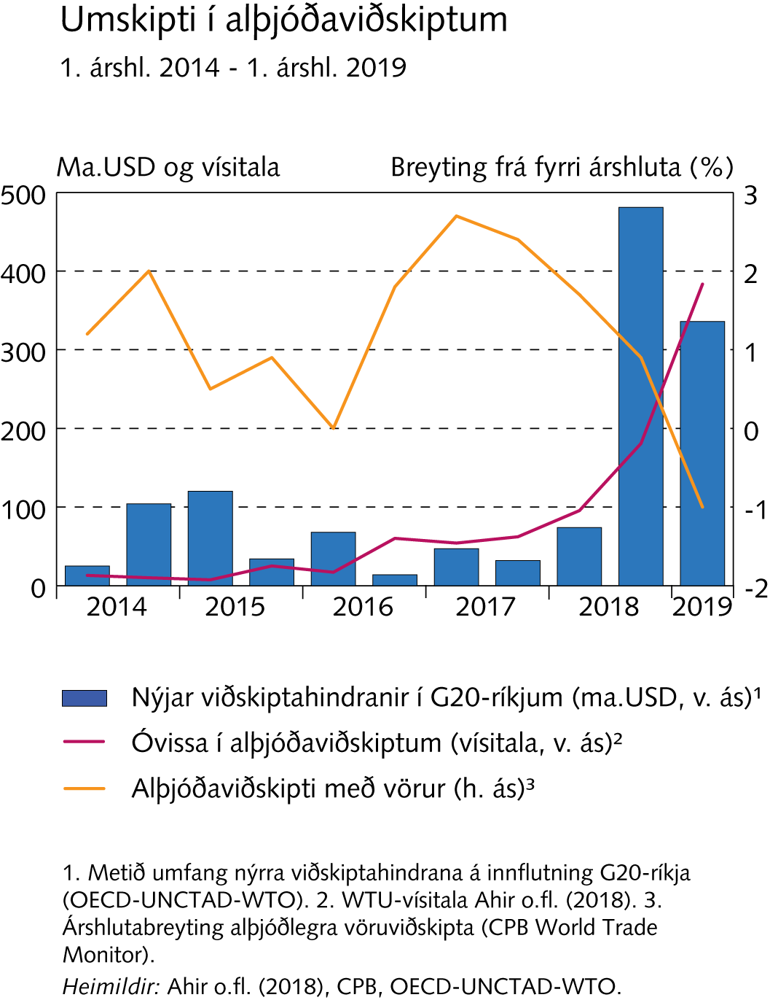 Umskipti í alþjóðaviðskiptum
1. árshl. 2014 - 1. árshl. 2019
Ma.USD og vísitala
Breyting frá fyrri árshluta (%)
500
400
300
200
100
0
3
2
1
0
-1
-2
2014
2015
2016
2017
2018
2019
Nýjar viðskiptahindranir í G20-ríkjum (ma.USD, v. ás)¹
Óvissa í alþjóðaviðskiptum (vísitala, v. ás)²
Alþjóðaviðskipti með vörur (h. ás)³
1. Metið umfang nýrra viðskiptahindrana á innflutning G20-ríkja
(OECD-UNCTAD-WTO). 2. WTU-vísitala Ahir o.fl. (2018). 3.
Árshlutabreyting alþjóðlegra vöruviðskipta (CPB World Trade
Monitor).
Heimildir: Ahir o.fl. (2018), CPB, OECD-UNCTAD-WTO.